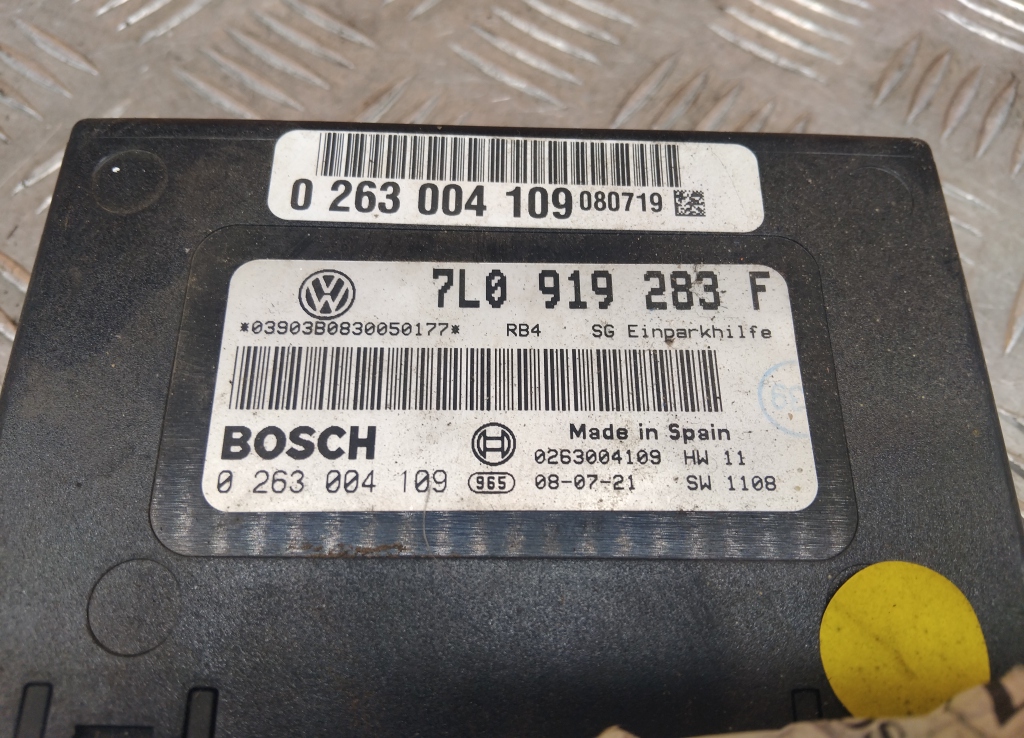 0 263 004 109 080719
7L0 919 283 F
*03903B0830050177* RB4 SG Einparkhilfe
BOSCH Made in Spain
0263004109 HW 11
0 263 004 109 965 08-07-21 SW 1108